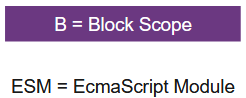 B = Block Scope
ESM = EcmaScript Module